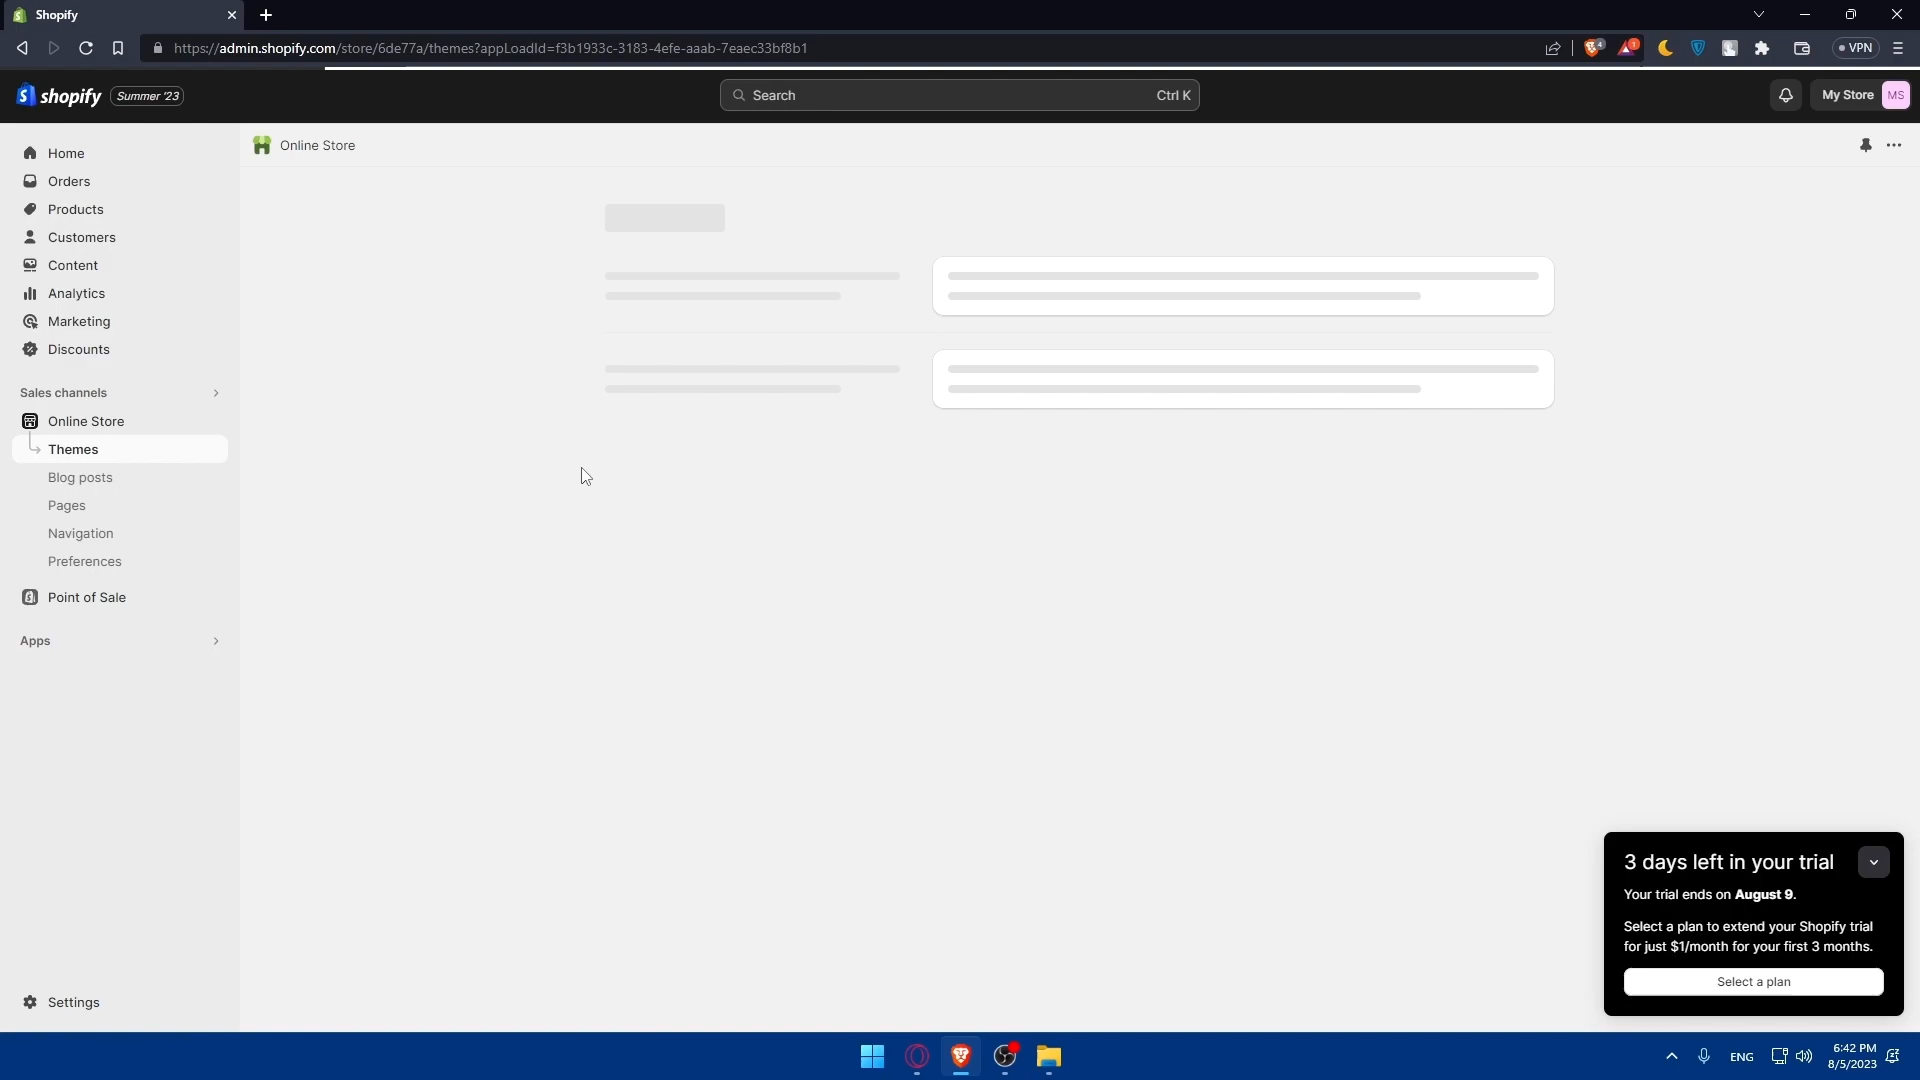 Shopify
https://admin.shopify.com/store/6de77a/themes?appLoadId=f3b1933c-3183-4efe-aaab-7eaec33bf8b1
4
1
VPN
shopify
Summer '23
Search
Ctrl K
My Store
MS
Home
Orders
Products
Customers
Content
Analytics
Marketing
Discounts
Sales channels
Online Store
Themes
Blog posts
Pages
Navigation
Preferences
Point of Sale
Apps
Settings
Online Store
3 days left in your trial
Your trial ends on August 9.
Select a plan to extend your Shopify trial
for just $1/month for your first 3 months.
Select a plan
ENG
6:42 PM
8/5/2023